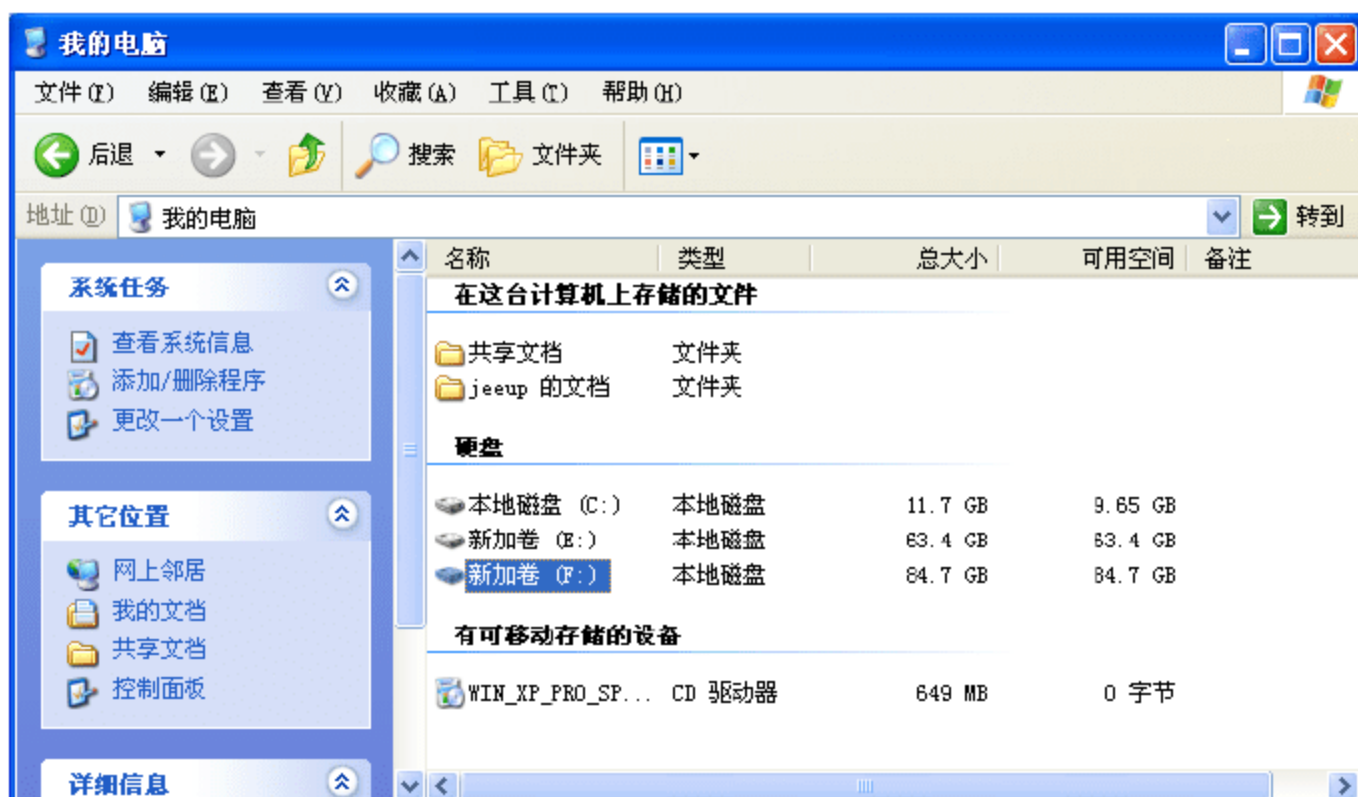 我的电脑
文件(F) 编辑(E) 查看(V) 收藏(A) 工具(T) 帮助(H)
后退 搜索 文件夹
地址(D) 我的电脑 转到
名称 类型 总大小 可用空间 备注
系统任务
查看系统信息
添加/删除程序
更改一个设置
其它位置
网上邻居
我的文档
共享文档
控制面板
详细信息
在这台计算机上存储的文件
共享文档 文件夹
jeeup 的文档 文件夹
硬盘
本地磁盘 (C:) 本地磁盘 11.7 GB 9.65 GB
新加卷 (E:) 本地磁盘 63.4 GB 63.4 GB
新加卷 (F:) 本地磁盘 84.7 GB 84.7 GB
有可移动存储的设备
WIN_XP_PRO_SP... CD 驱动器 649 MB 0 字节